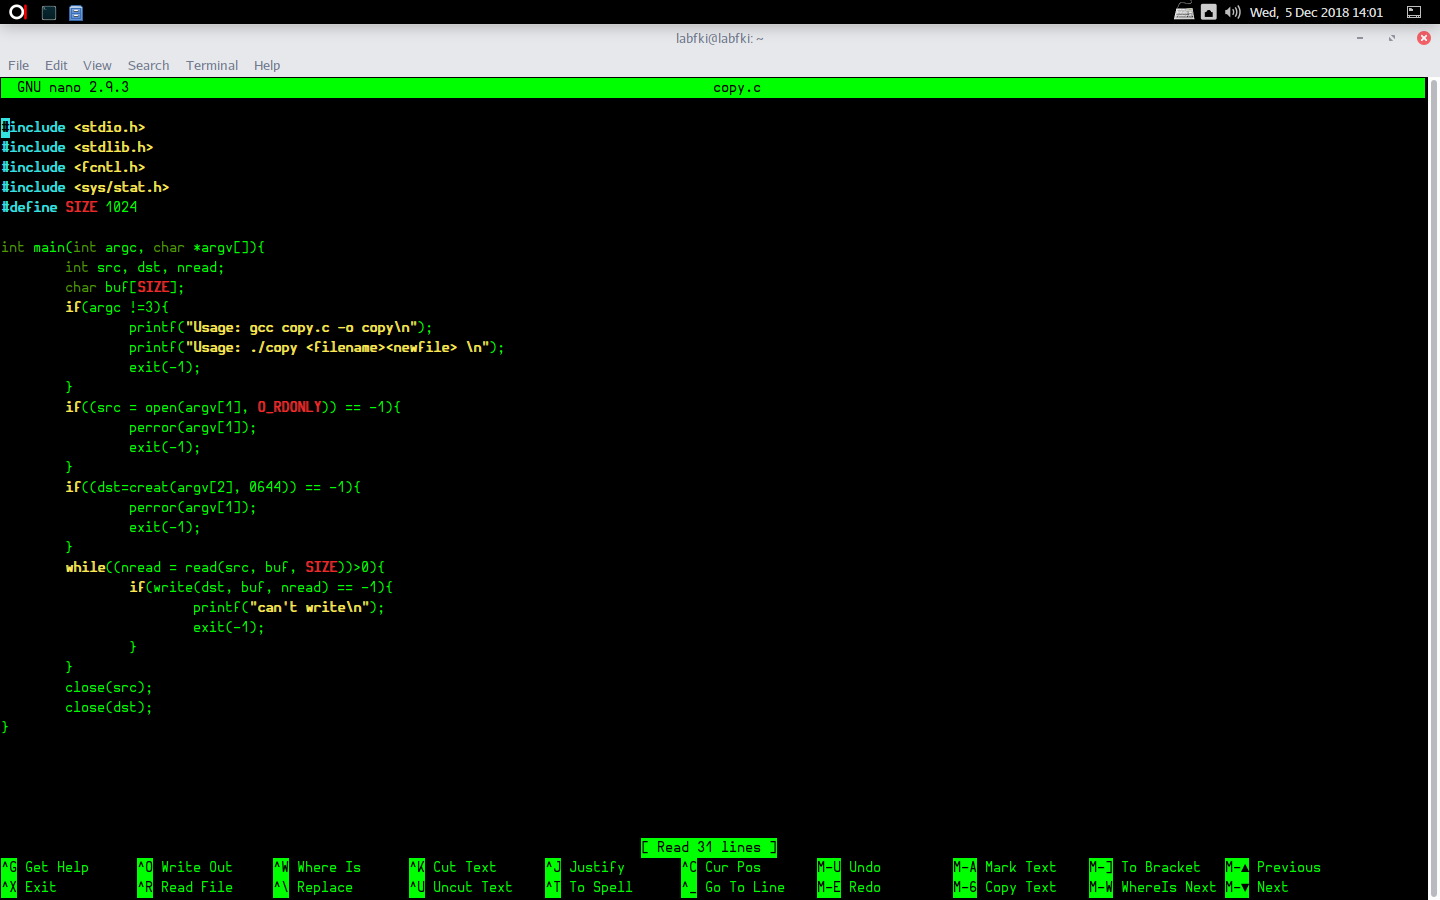 Wed, 5 Dec 2018 14:01
labfki@labfki: ~
File Edit View Search Terminal Help
GNU nano 2.9.3 copy.c
#include <stdio.h>
#include <stdlib.h>
#include <fcntl.h>
#include <sys/stat.h>
#define SIZE 1024

int main(int argc, char *argv[]){
        int src, dst, nread;
        char buf[SIZE];
        if(argc !=3){
                printf("Usage: gcc copy.c -o copy\n");
                printf("Usage: ./copy <filename><newfile> \n");
                exit(-1);
        }
        if((src = open(argv[1], O_RDONLY)) == -1){
                perror(argv[1]);
                exit(-1);
        }
        if((dst=creat(argv[2], 0644)) == -1){
                perror(argv[1]);
                exit(-1);
        }
        while((nread = read(src, buf, SIZE))>0){
                if(write(dst, buf, nread) == -1){
                        printf("can't write\n");
                        exit(-1);
                }
        }
        close(src);
        close(dst);
}
[ Read 31 lines ]
^G Get Help ^O Write Out ^W Where Is ^K Cut Text ^J Justify ^C Cur Pos M-U Undo M-A Mark Text M-] To Bracket M-▲ Previous
^X Exit ^R Read File ^\ Replace ^U Uncut Text ^T To Spell ^_ Go To Line M-E Redo M-6 Copy Text M-W WhereIs Next M-▼ Next